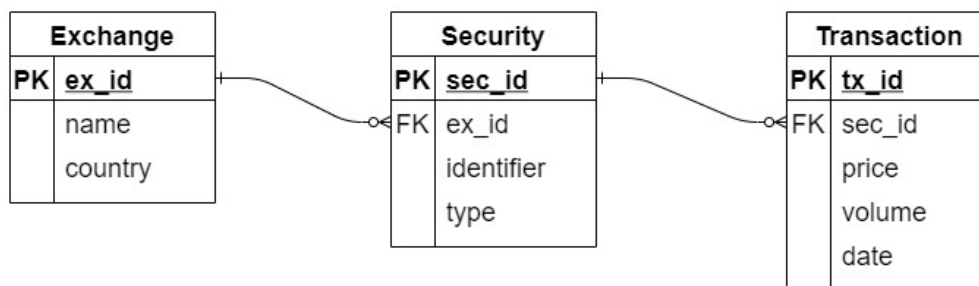 Exchange
PK ex_id
name
country
Security
PK sec_id
FK ex_id
identifier
type
Transaction
PK tx_id
FK sec_id
price
volume
date